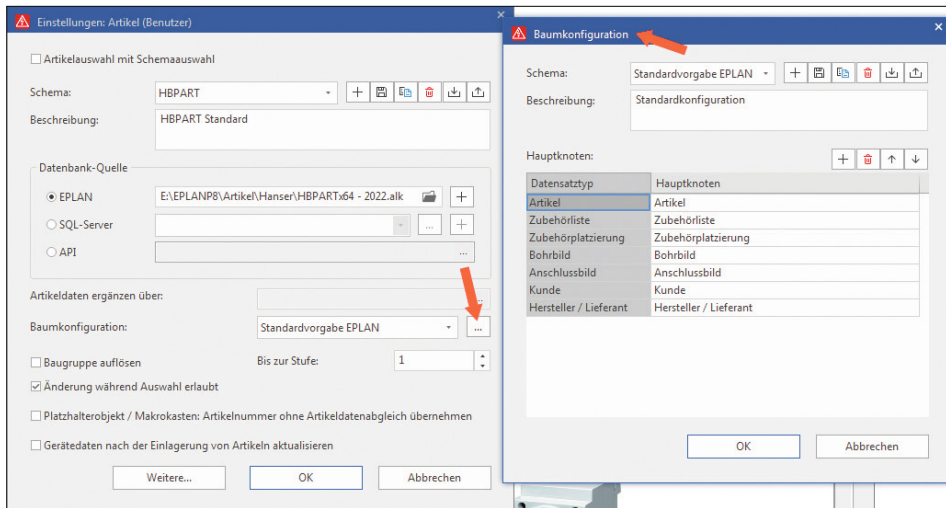 Einstellungen: Artikel (Benutzer)
Artikelauswahl mit Schemaauswahl
Schema:
HBPART
Beschreibung:
HBPART Standard
Datenbank-Quelle
EPLAN
E:\EPLANP8\Artikel\Hanser\HBPARTx64 - 2022.alk
SQL-Server
...
API
...
Artikeldaten ergänzen über:
Baumkonfiguration:
Standardvorgabe EPLAN
...
Baugruppe auflösen
Bis zur Stufe:
1
Änderung während Auswahl erlaubt
Platzhalterobjekt / Makrokasten: Artikelnummer ohne Artikeldatenabgleich übernehmen
Gerätedaten nach der Einlagerung von Artikeln aktualisieren
Weitere...
OK
Abbrechen
Baumkonfiguration
Schema:
Standardvorgabe EPLAN
Beschreibung:
Standardkonfiguration
Hauptknoten:
Datensatztyp Hauptknoten
Artikel Artikel
Zubehörliste Zubehörliste
Zubehörplatzierung Zubehörplatzierung
Bohrbild Bohrbild
Anschlussbild Anschlussbild
Kunde Kunde
Hersteller / Lieferant Hersteller / Lieferant
OK
Abbrechen